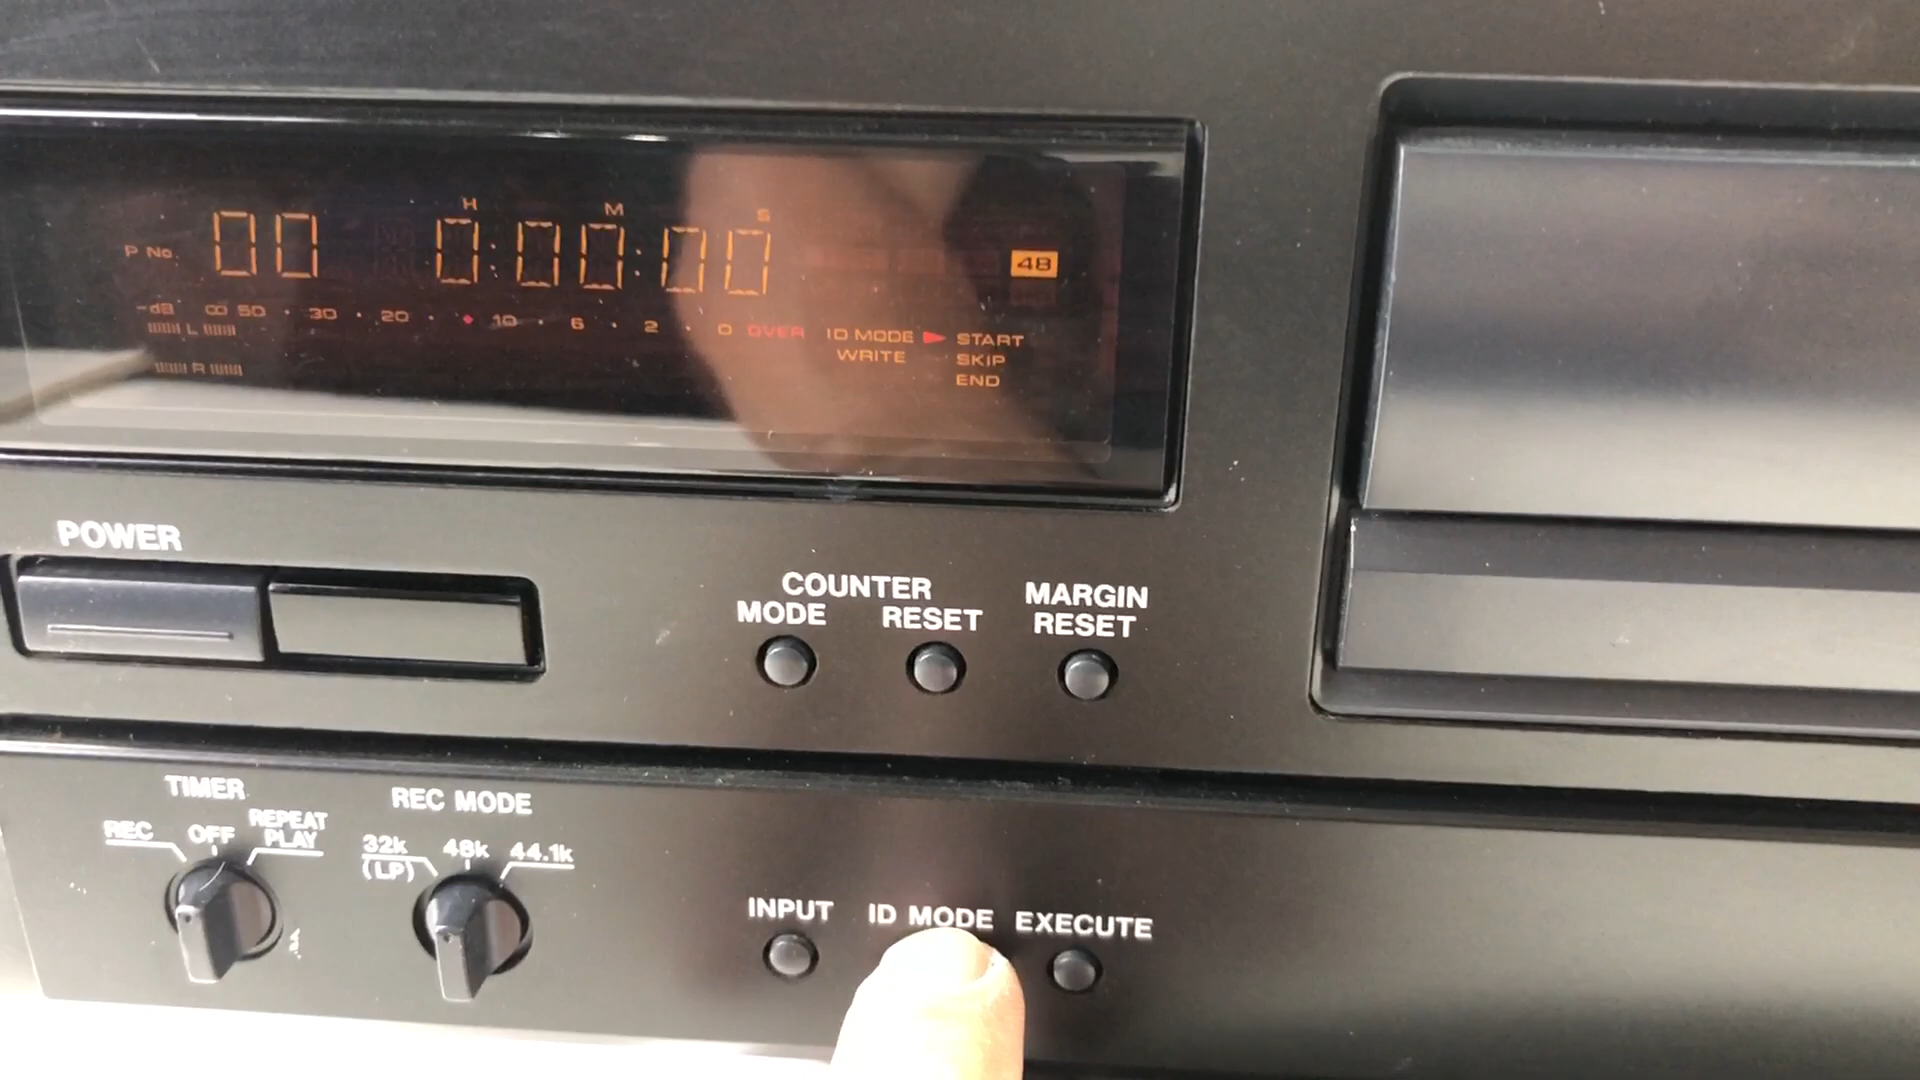 H M S
P No. 00 0:00:00 48
-dB ∞ 50 · 30 · 20 · ♦ 10 · 6 · 2 · 0 OVER
L
R
ID MODE ▶ START
WRITE SKIP
END
POWER
COUNTER
MODE RESET
MARGIN
RESET
TIMER
REC OFF REPEAT
PLAY
REC MODE
32k 48k 44.1k
(LP)
INPUT ID MODE EXECUTE